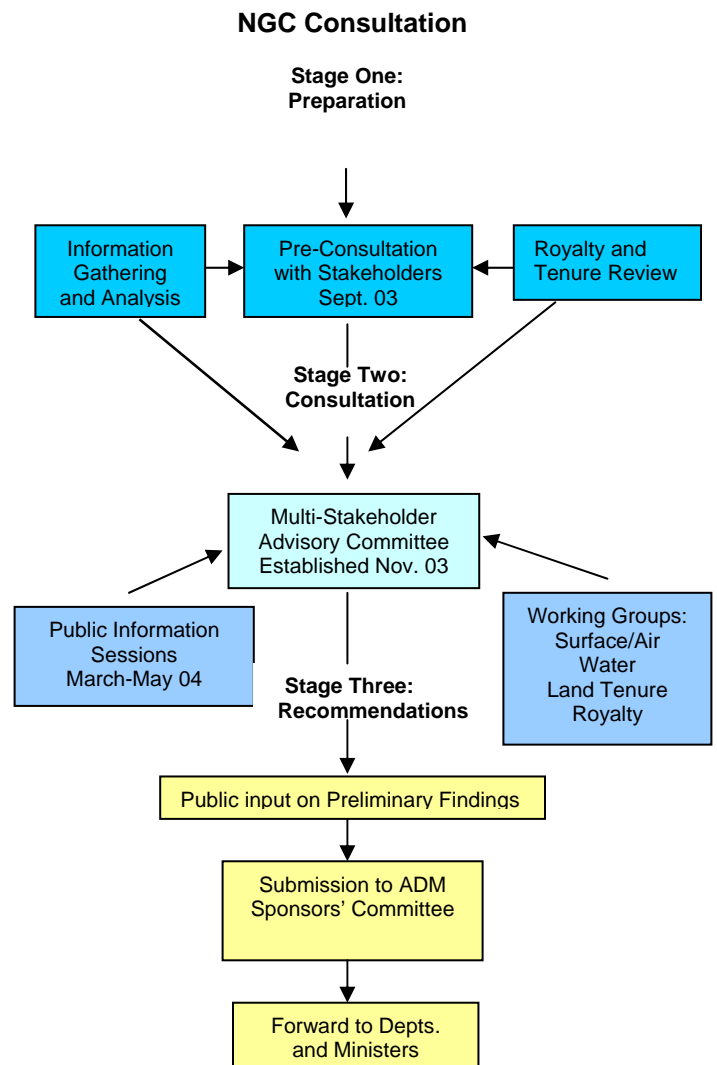 NGC Consultation
Stage One:
Preparation
Information
Gathering
and Analysis
Pre-Consultation
with Stakeholders
Sept. 03
Royalty and
Tenure Review
Stage Two:
Consultation
Multi-Stakeholder
Advisory Committee
Established Nov. 03
Public Information
Sessions
March-May 04
Working Groups:
Surface/Air
Water
Land Tenure
Royalty
Stage Three:
Recommendations
Public input on Preliminary Findings
Submission to ADM
Sponsors’ Committee
Forward to Depts.
and Ministers